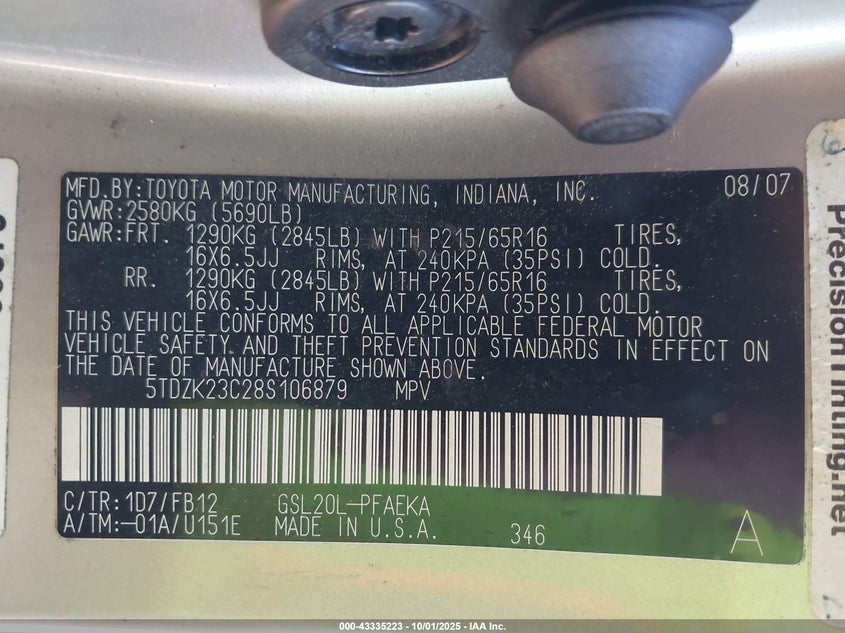 MFD.BY:TOYOTA MOTOR MANUFACTURING, INDIANA, INC. 08/07
GVWR:2580KG (5690LB)
GAWR:FRT. 1290KG (2845LB) WITH P215/65R16 TIRES,
16X6.5JJ RIMS, AT 240KPA (35PSI) COLD.
RR. 1290KG (2845LB) WITH P215/65R16 TIRES,
16X6.5JJ RIMS, AT 240KPA (35PSI) COLD.
THIS VEHICLE CONFORMS TO ALL APPLICABLE FEDERAL MOTOR
VEHICLE SAFETY AND THEFT PREVENTION STANDARDS IN EFFECT ON
THE DATE OF MANUFACTURE SHOWN ABOVE.
5TDZK23C28S106879 MPV
C/TR:1D7/FB12 GSL20L-PFAEKA
A/TM:-01A/U151E MADE IN U.S.A. 346 A
PrecisionTinting.net
000-43335223 - 10/01/2025 - IAA Inc.